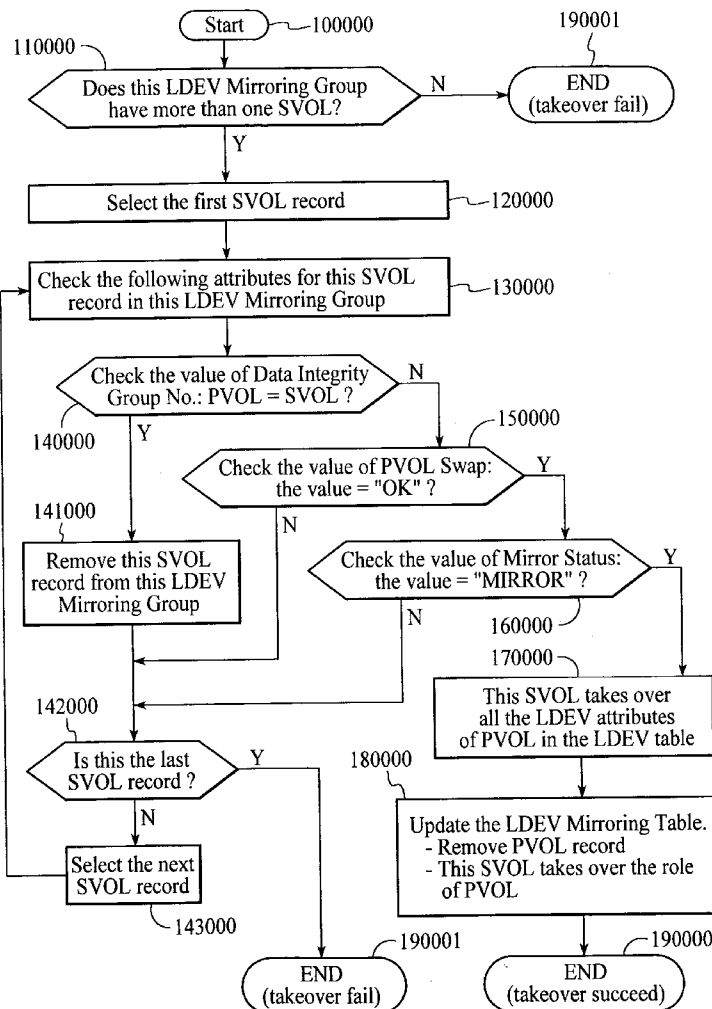 Start
100000
110000
190001
Does this LDEV Mirroring Group
have more than one SVOL?
N
END
(takeover fail)
Y
Select the first SVOL record
120000
Check the following attributes for this SVOL
record in this LDEV Mirroring Group
130000
Check the value of Data Integrity
Group No.: PVOL = SVOL ?
N
140000
Y
150000
Check the value of PVOL Swap:
the value = "OK" ?
Y
N
141000
Remove this SVOL
record from this LDEV
Mirroring Group
Check the value of Mirror Status:
the value = "MIRROR" ?
Y
N
160000
170000
This SVOL takes over
all the LDEV attributes
of PVOL in the LDEV table
142000
Is this the last
SVOL record ?
Y
N
180000
Update the LDEV Mirroring Table.
- Remove PVOL record
- This SVOL takes over the role
of PVOL
Select the next
SVOL record
143000
190001
END
(takeover fail)
190000
END
(takeover succeed)